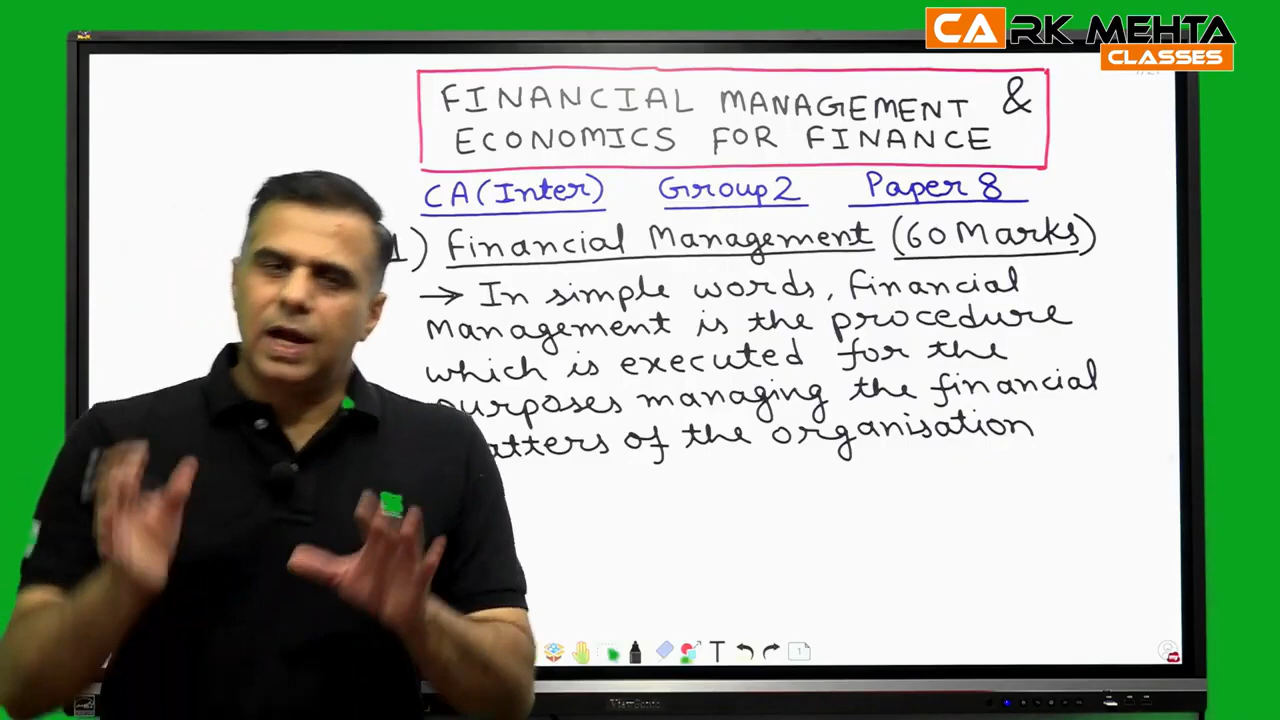 CA RK MEHTA
CLASSES
FINANCIAL MANAGEMENT &
ECONOMICS FOR FINANCE
CA (Inter) Group 2 Paper 8
1) Financial Management (60 Marks)
→ In simple words, financial
management is the procedure
which is executed for the
purposes managing the financial
atters of the organisation
T 1
ViewSonic